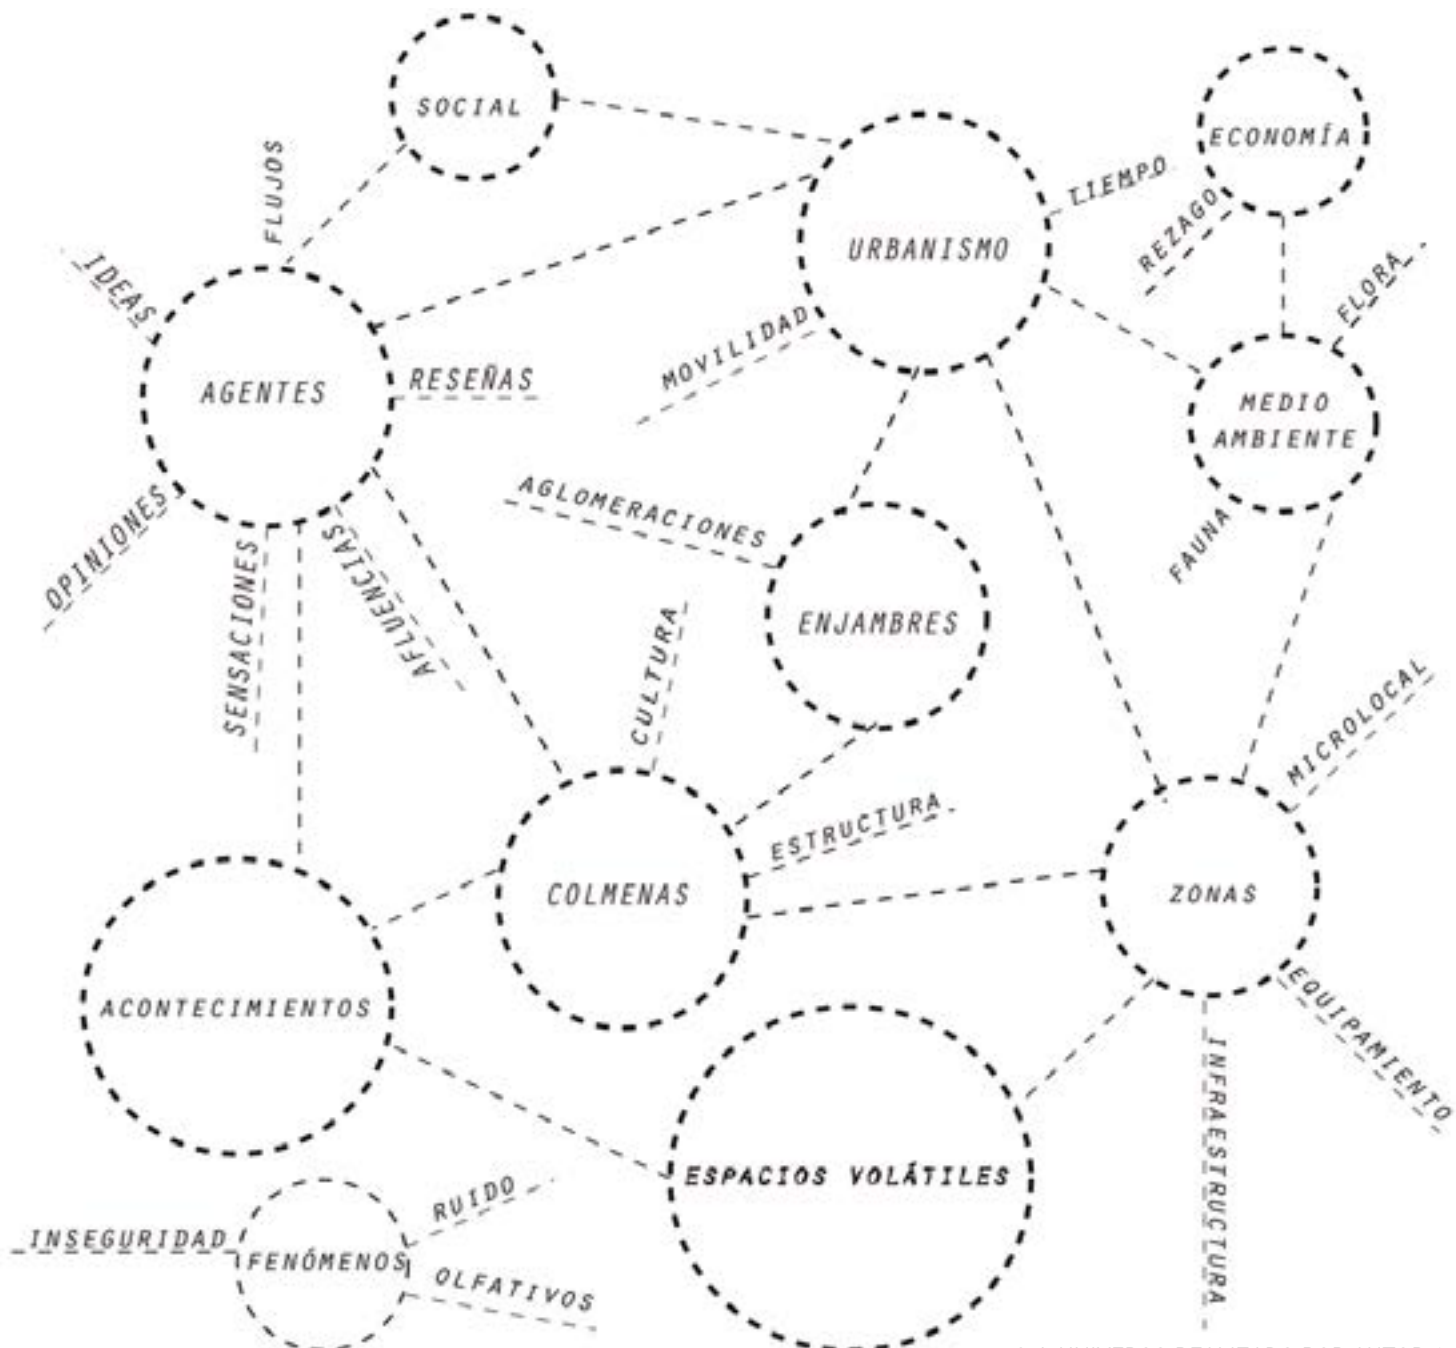 SOCIAL
ECONOMÍA
FLUJOS
TIEMPO
REZAGO
URBANISMO
IDEAS
FLORA
MOVILIDAD
AGENTES
RESEÑAS
MEDIO
AMBIENTE
AGLOMERACIONES
OPINIONES
FAUNA
SENSACIONES
AFLUENCIAS
ENJAMBRES
CULTURA
MICROLOCAL
ESTRUCTURA
COLMENAS
ZONAS
ACONTECIMIENTOS
EQUIPAMIENTO
INFRAESTRUCTURA
ESPACIOS VOLÁTILES
RUIDO
INSEGURIDAD
FENÓMENOS
OLFATIVOS